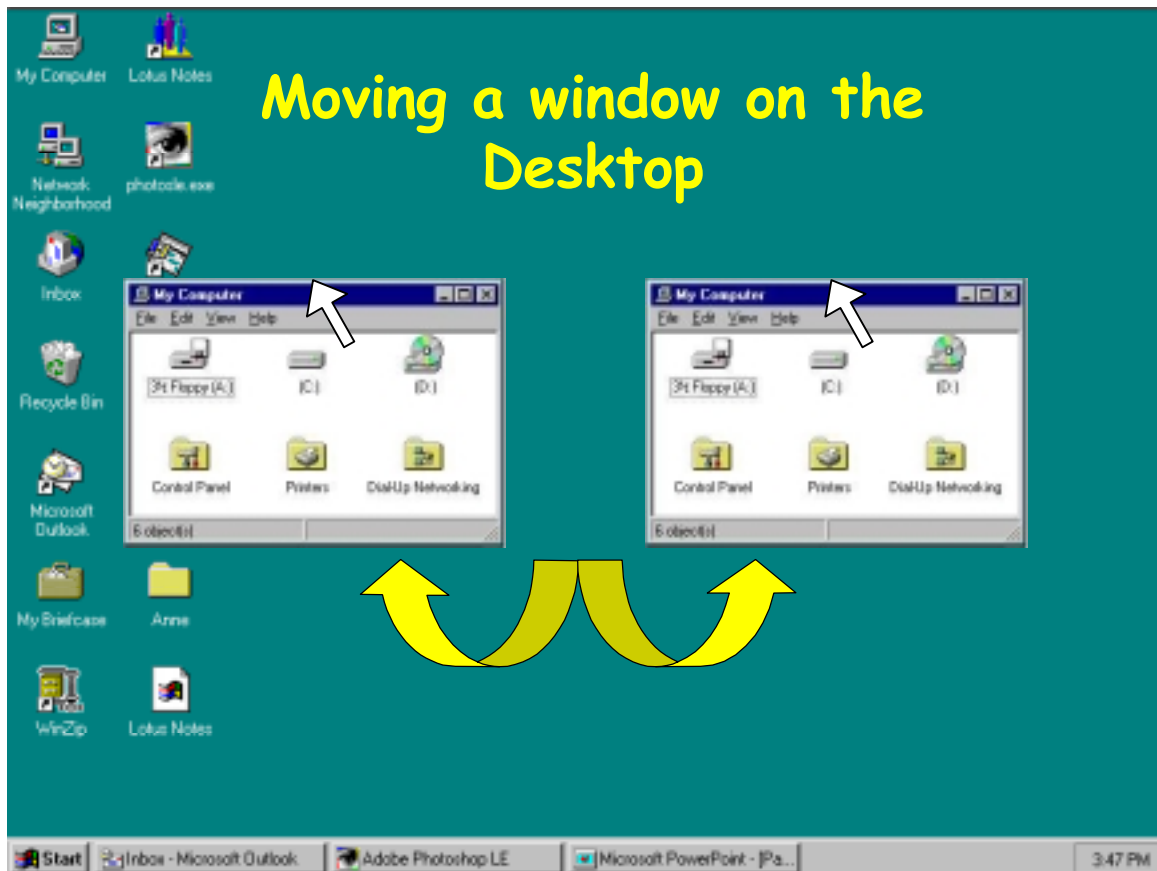 My Computer
Lotus Notes
Moving a window on the
Desktop
Network
Neighborhood
photosle.exe
Inbox
My Computer
File Edit View Help
3½ Floppy (A:)
(C:)
(D:)
Control Panel
Printers
Dial-Up Networking
6 object(s)
My Computer
File Edit View Help
3½ Floppy (A:)
(C:)
(D:)
Control Panel
Printers
Dial-Up Networking
6 object(s)
Recycle Bin
Microsoft
Outlook
My Briefcase
Anne
WinZip
Lotus Notes
Start
Inbox - Microsoft Outlook
Adobe Photoshop LE
Microsoft PowerPoint - [Pa...
3:47 PM